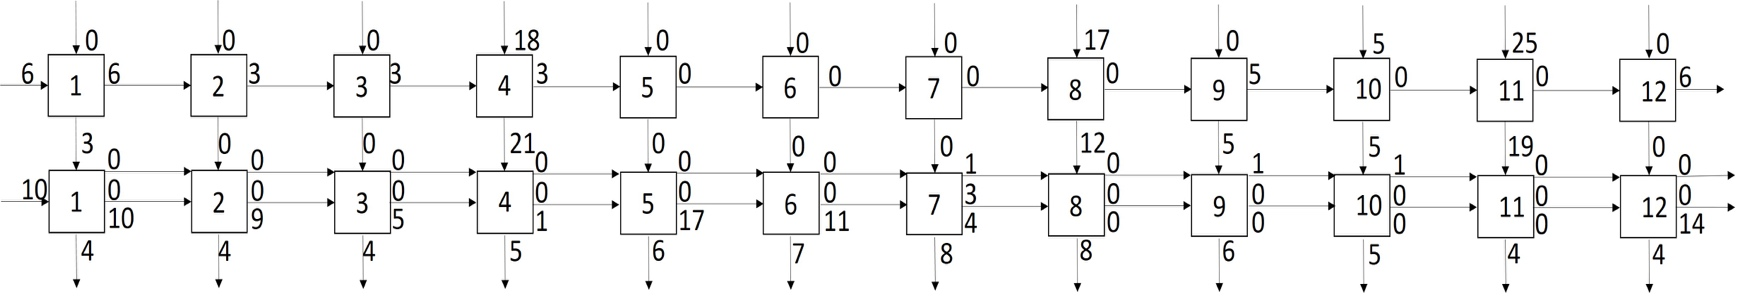 0 0 0 18 0 0 0 17 0 5 25 0
6 1 6 2 3 3 3 4 3 5 0 6 0 7 0 8 0 9 5 10 0 11 0 12 6
3 0 0 21 0 0 0 12 5 5 19 0
0 0 0 0 0 0 1 0 1 1 0 0
10 1 0 2 0 3 0 4 0 5 0 6 0 7 3 8 0 9 0 10 0 11 0 12 0
10 9 5 1 17 11 4 0 0 0 0 14
4 4 4 5 6 7 8 8 6 5 4 4